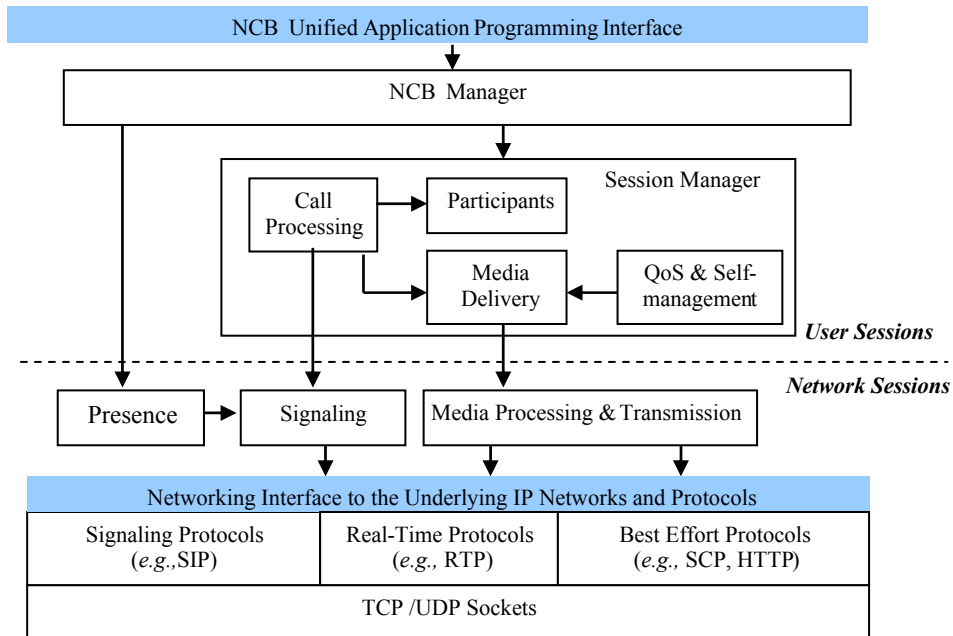 NCB Unified Application Programming Interface
NCB Manager
Session Manager
Call
Processing
Participants
Media
Delivery
QoS & Self-
management
User Sessions
Network Sessions
Presence
Signaling
Media Processing & Transmission
Networking Interface to the Underlying IP Networks and Protocols
Signaling Protocols
(e.g.,SIP)
Real-Time Protocols
(e.g., RTP)
Best Effort Protocols
(e.g., SCP, HTTP)
TCP /UDP Sockets